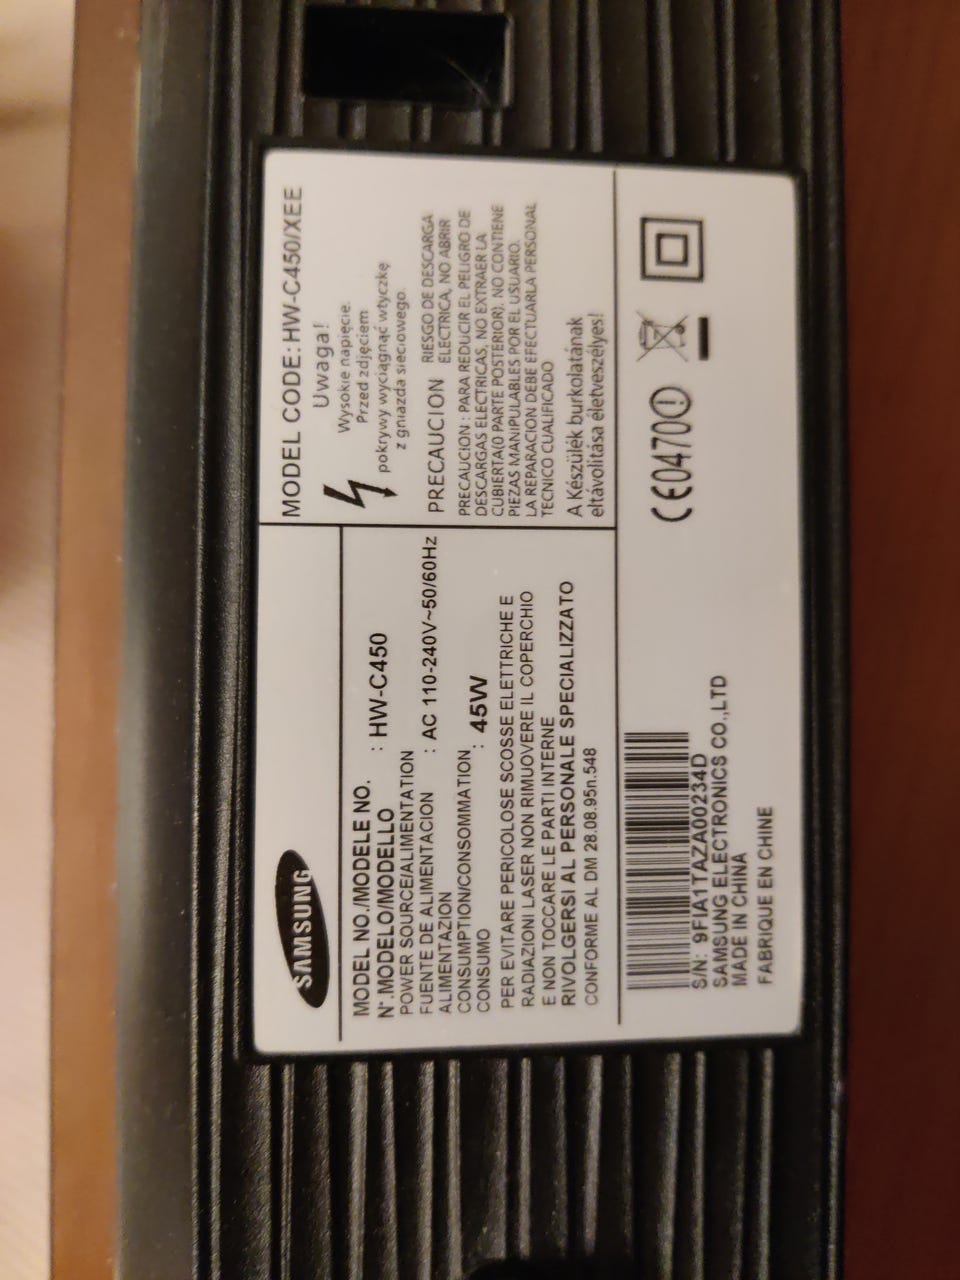 SAMSUNG
MODEL CODE: HW-C450/XEE
MODEL NO./MODELE NO.
N°.MODELO/MODELLO : HW-C450
POWER SOURCE/ALIMENTATION
FUENTE DE ALIMENTACION : AC 110-240V~50/60Hz
ALIMENTAZION
CONSUMPTION/CONSOMMATION : 45W
CONSUMO
PER EVITARE PERICOLOSE SCOSSE ELETTRICHE E
RADIAZIONI LASER NON RIMUOVERE IL COPERCHIO
E NON TOCCARE LE PARTI INTERNE
RIVOLGERSI AL PERSONALE SPECIALIZZATO
CONFORME AL DM 28.08.95n.548
Uwaga!
Wysokie napięcie.
Przed zdjęciem
pokrywy wyciągnąć wtyczkę
z gniazda sieciowego.
PRECAUCION RIESGO DE DESCARGA
ELECTRICA, NO ABRIR
PRECAUCION : PARA REDUCIR EL PELIGRO DE
DESCARGAS ELECTRICAS, NO EXTRAER LA
CUBIERTA(O PARTE POSTERIOR). NO CONTIENE
PIEZAS MANIPULABLES POR EL USUARIO.
LA REPARACION DEBE EFECTUARLA PERSONAL
TECNICO CUALIFICADO
A Készülék burkolatának
eltávolitása életveszélyes!
S/N: 9FIA1TAZA00234D
SAMSUNG ELECTRONICS CO.,LTD
MADE IN CHINA
FABRIQUE EN CHINE
CE0470!